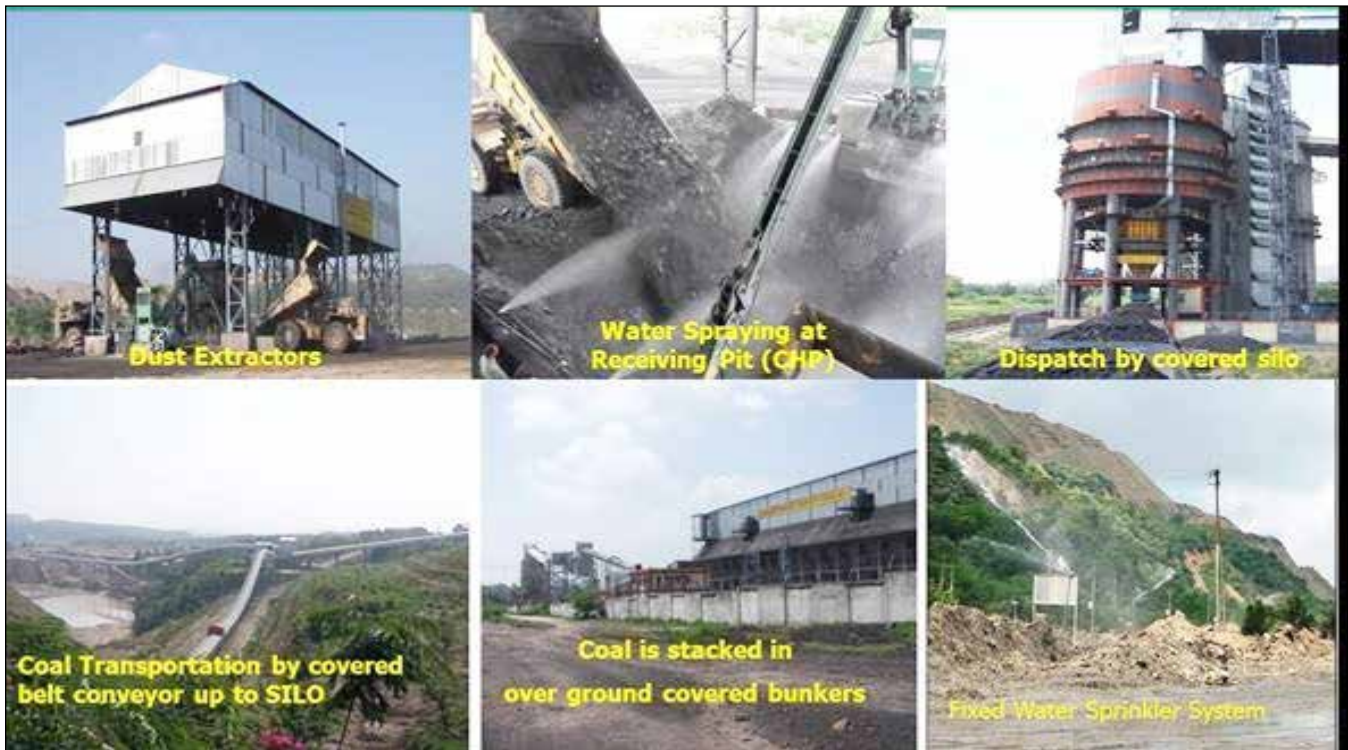 Dust Extractors
Water Spraying at
Receiving Pit (CHP)
Dispatch by covered silo
Coal Transportation by covered
belt conveyor up to SILO
Coal is stacked in
over ground covered bunkers
Fixed Water Sprinkler System